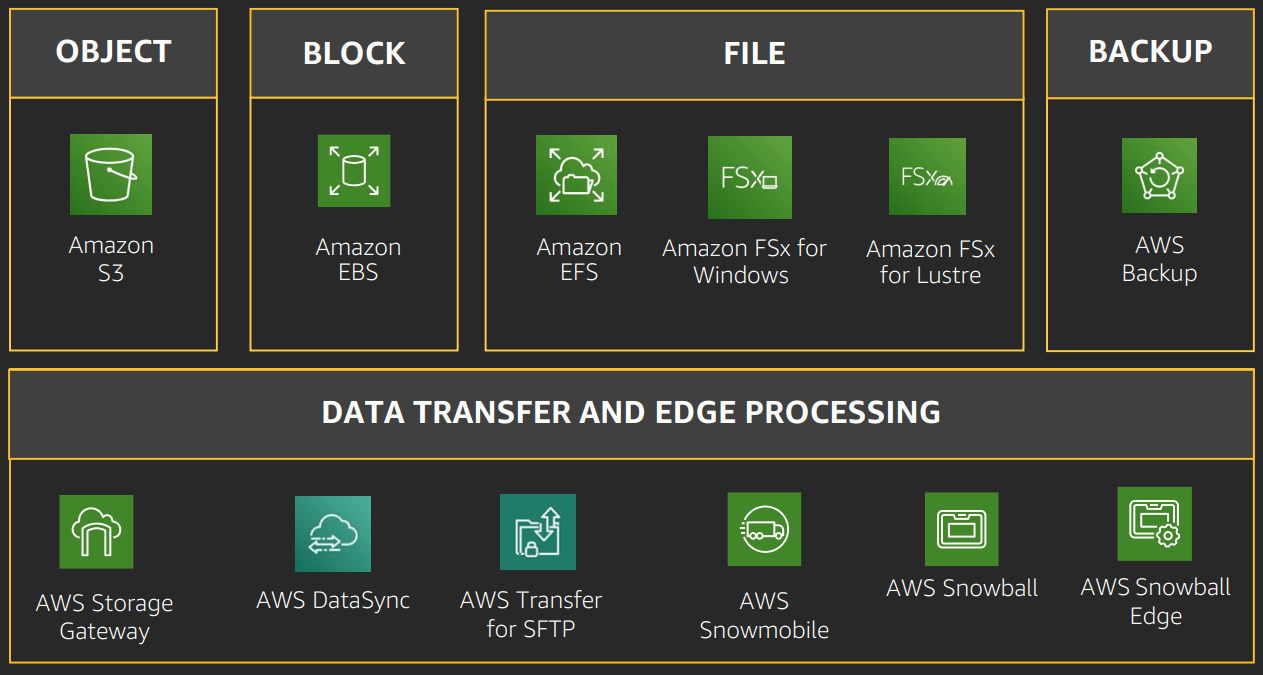 OBJECT
BLOCK
FILE
BACKUP
Amazon
S3
Amazon
EBS
Amazon
EFS
FSx
Amazon FSx for
Windows
FSx
Amazon FSx
for Lustre
AWS
Backup
DATA TRANSFER AND EDGE PROCESSING
AWS Storage
Gateway
AWS DataSync
AWS Transfer
for SFTP
AWS
Snowmobile
AWS Snowball
AWS Snowball
Edge